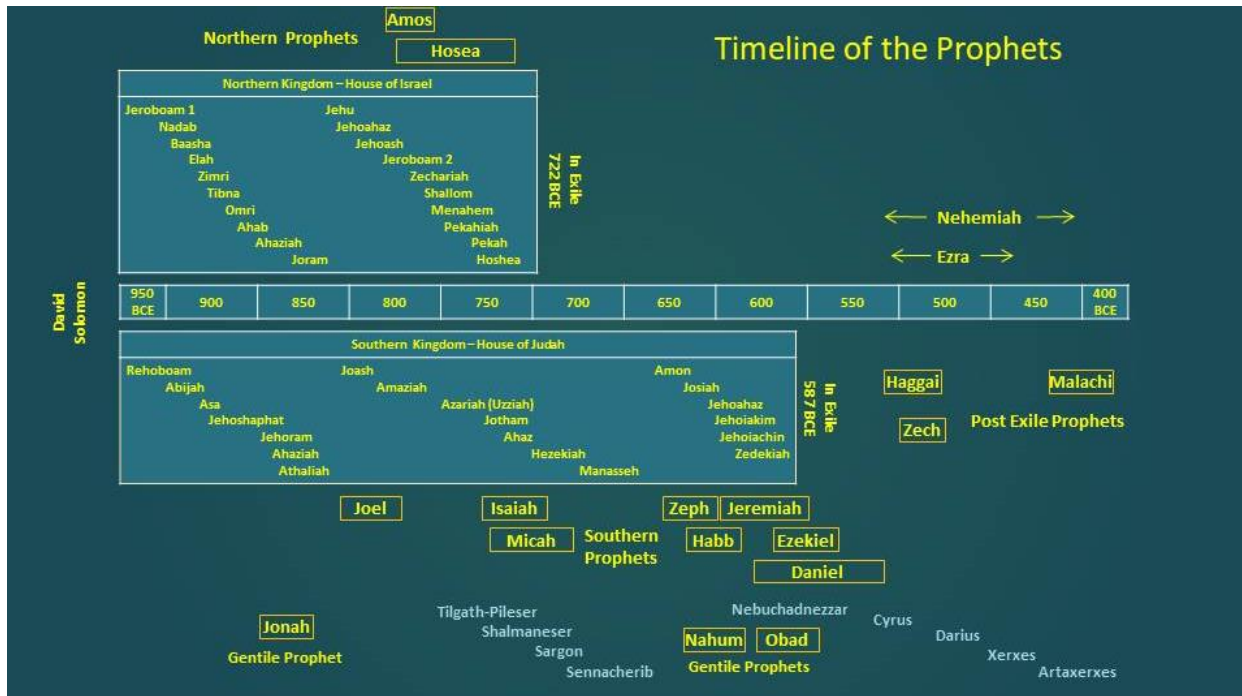 Timeline of the Prophets
Northern Prophets
Amos
Hosea
Northern Kingdom – House of Israel
Jeroboam 1
Nadab
Baasha
Elah
Zimri
Tibna
Omri
Ahab
Ahaziah
Joram
Jehu
Jehoahaz
Jehoash
Jeroboam 2
Zechariah
Shallom
Menahem
Pekahiah
Pekah
Hoshea
In Exile
722 BCE
Nehemiah
Ezra
David
Solomon
950 BCE
900
850
800
750
700
650
600
550
500
450
400 BCE
Southern Kingdom – House of Judah
Rehoboam
Abijah
Asa
Jehoshaphat
Jehoram
Ahaziah
Athaliah
Joash
Amaziah
Azariah (Uzziah)
Jotham
Ahaz
Hezekiah
Manasseh
Amon
Josiah
Jehoahaz
Jehoiakim
Jehoiachin
Zedekiah
In Exile
587 BCE
Haggai
Malachi
Zech
Post Exile Prophets
Joel
Isaiah
Zeph
Jeremiah
Micah
Southern
Prophets
Habb
Ezekiel
Daniel
Jonah
Gentile Prophet
Tilgath-Pileser
Shalmaneser
Sargon
Sennacherib
Nebuchadnezzar
Nahum
Obad
Gentile Prophets
Cyrus
Darius
Xerxes
Artaxerxes